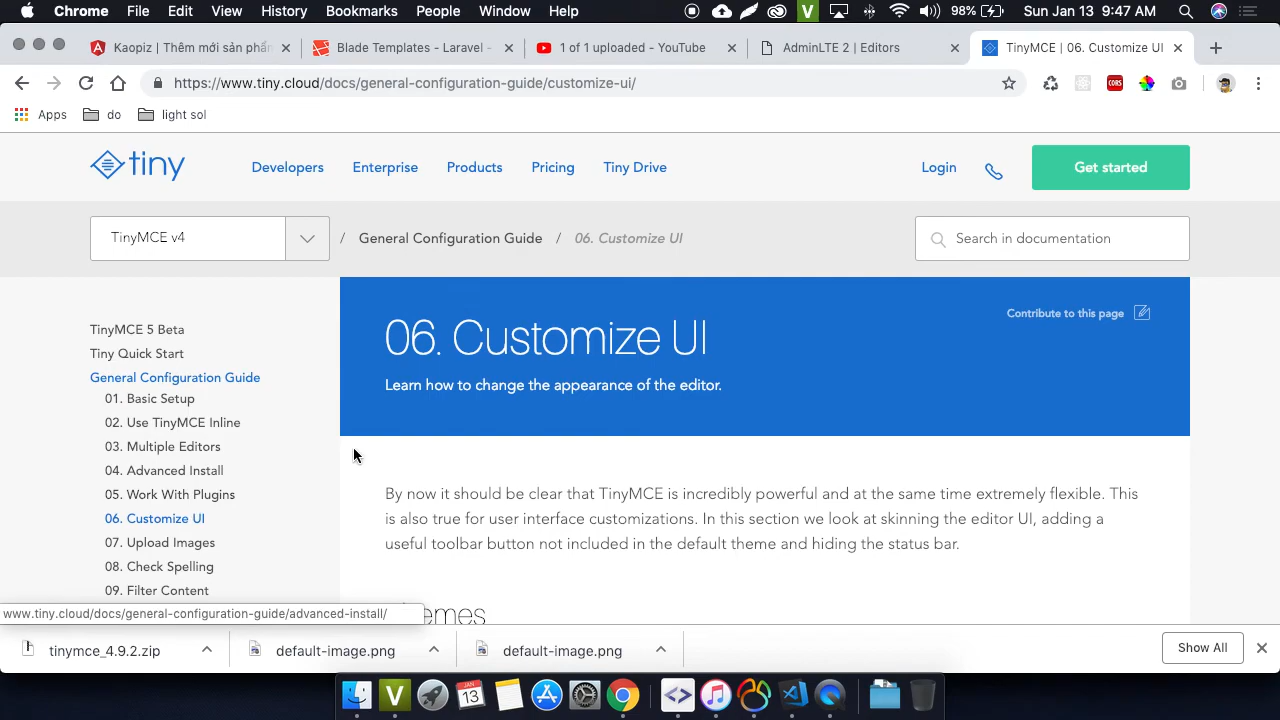 Chrome File Edit View History Bookmarks People Window Help 98% Sun Jan 13 9:47 AM
Kaopiz | Thêm mới sản phẩn Blade Templates - Laravel - 1 of 1 uploaded - YouTube AdminLTE 2 | Editors TinyMCE | 06. Customize UI
https://www.tiny.cloud/docs/general-configuration-guide/customize-ui/
CORS
Apps do light sol
tiny Developers Enterprise Products Pricing Tiny Drive Login Get started
TinyMCE v4 / General Configuration Guide / 06. Customize UI Search in documentation
Contribute to this page
06. Customize UI
Learn how to change the appearance of the editor.
TinyMCE 5 Beta
Tiny Quick Start
General Configuration Guide
01. Basic Setup
02. Use TinyMCE Inline
03. Multiple Editors
04. Advanced Install
05. Work With Plugins
06. Customize UI
07. Upload Images
08. Check Spelling
09. Filter Content
By now it should be clear that TinyMCE is incredibly powerful and at the same time extremely flexible. This
is also true for user interface customizations. In this section we look at skinning the editor UI, adding a
useful toolbar button not included in the default theme and hiding the status bar.
emes
www.tiny.cloud/docs/general-configuration-guide/advanced-install/
tinymce_4.9.2.zip default-image.png default-image.png Show All
JAN
13